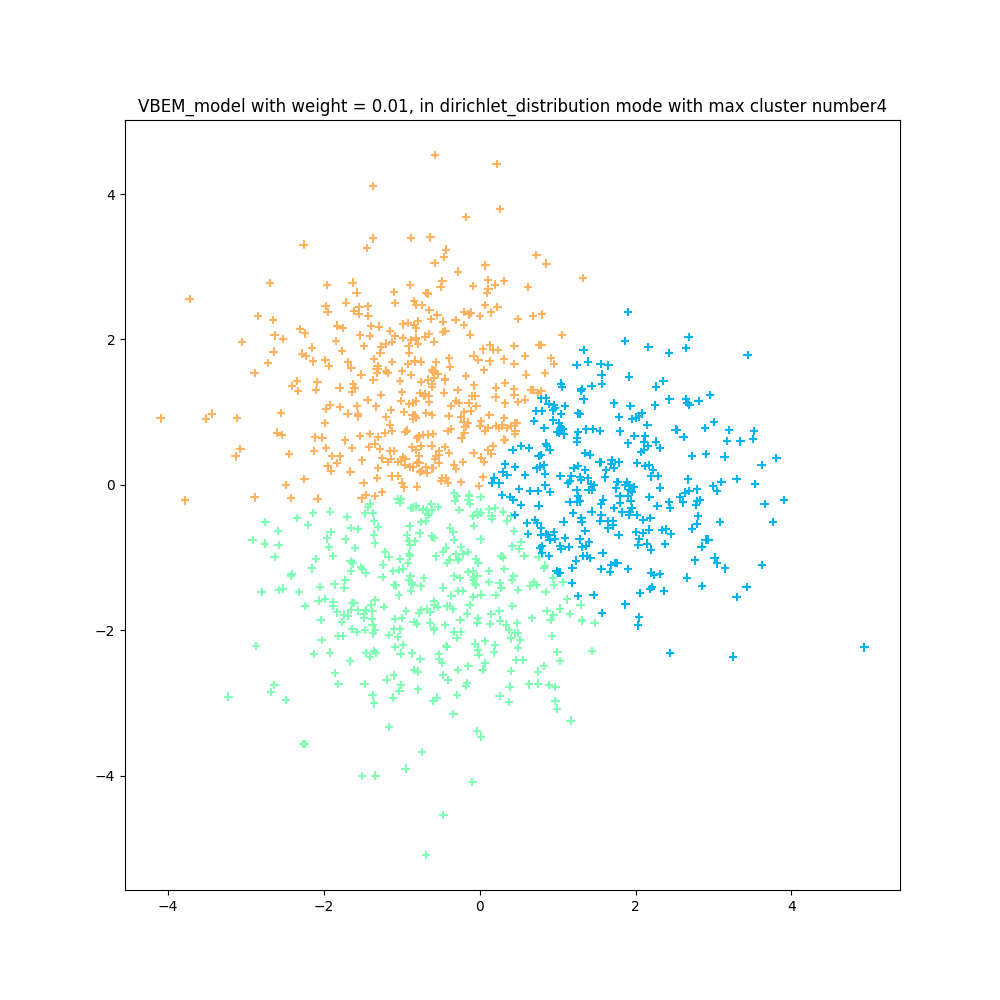 VBEM_model with weight = 0.01, in dirichlet_distribution mode with max cluster number4
4
2
0
−2
−4
−4 −2 0 2 4